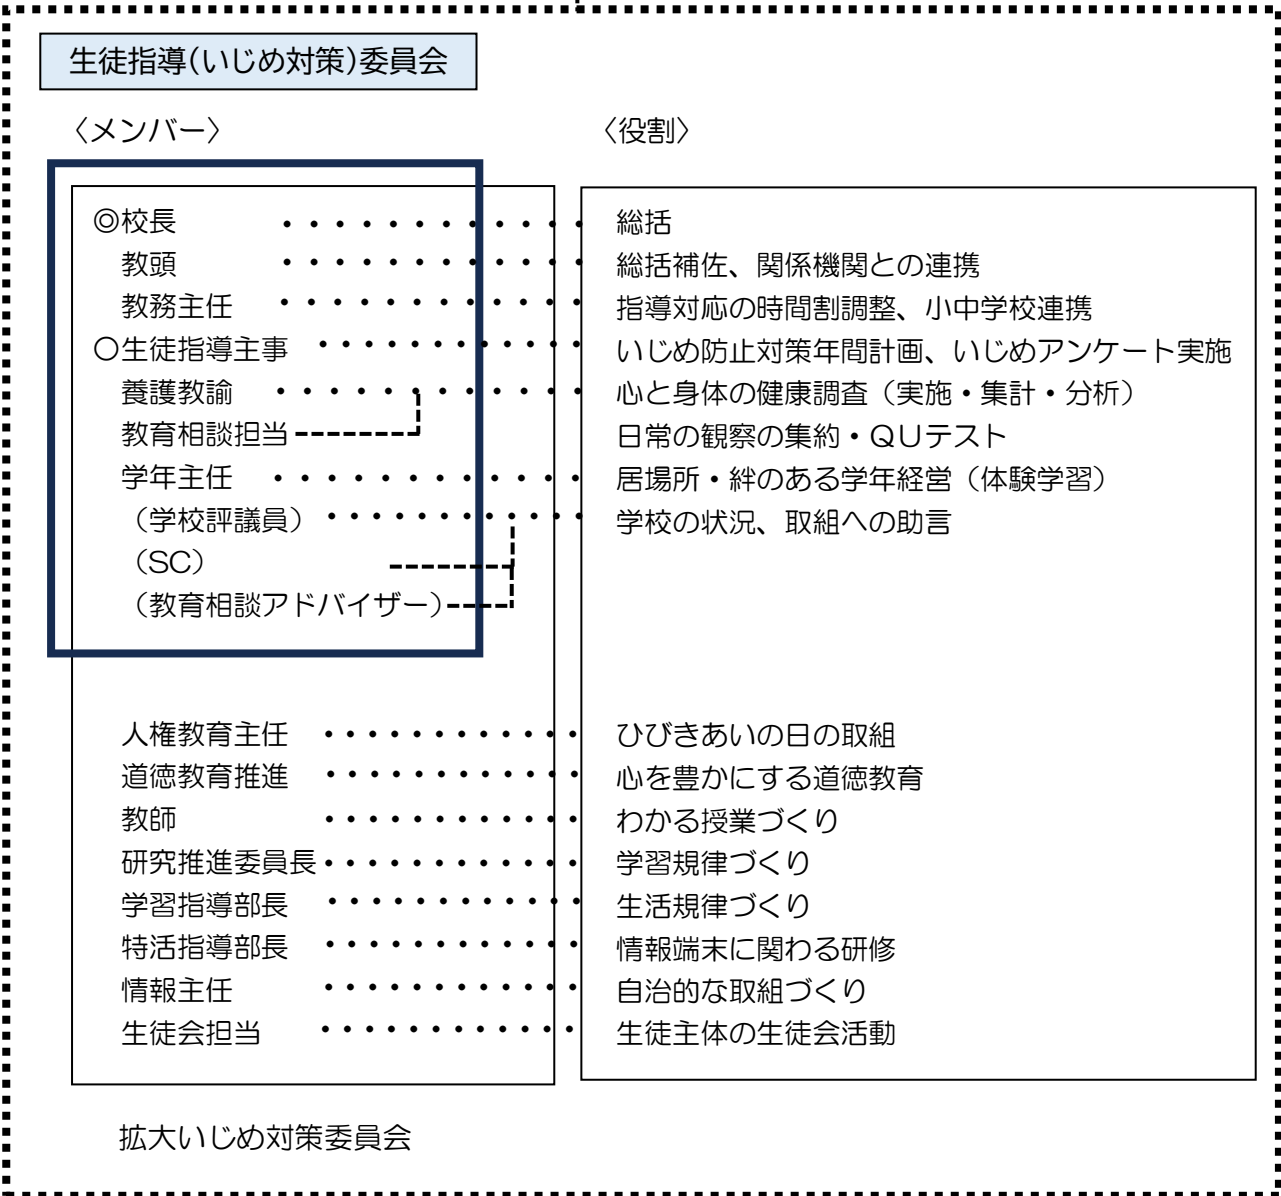 生徒指導(いじめ対策)委員会
〈メンバー〉 〈役割〉
◎校長 ・・・・・・・・・・・・ 総括
教頭 ・・・・・・・・・・・・ 総括補佐、関係機関との連携
教務主任 ・・・・・・・・・・・・ 指導対応の時間割調整、小中学校連携
〇生徒指導主事 ・・・・・・・・・・・ いじめ防止対策年間計画、いじめアンケート実施
養護教諭 ・・・・・・・・・・・・ 心と身体の健康調査（実施・集計・分析）
教育相談担当 日常の観察の集約・QUテスト
学年主任 ・・・・・・・・・・・・ 居場所・絆のある学年経営（体験学習）
（学校評議員）・・・・・・・・・・・・ 学校の状況、取組への助言
（SC）
（教育相談アドバイザー）
人権教育主任 ・・・・・・・・・・・・ ひびきあいの日の取組
道徳教育推進 ・・・・・・・・・・・・ 心を豊かにする道徳教育
教師 ・・・・・・・・・・・・ わかる授業づくり
研究推進委員長・・・・・・・・・・・・ 学習規律づくり
学習指導部長 ・・・・・・・・・・・・ 生活規律づくり
特活指導部長 ・・・・・・・・・・・・ 情報端末に関わる研修
情報主任 ・・・・・・・・・・・・ 自治的な取組づくり
生徒会担当 ・・・・・・・・・・・・ 生徒主体の生徒会活動
拡大いじめ対策委員会